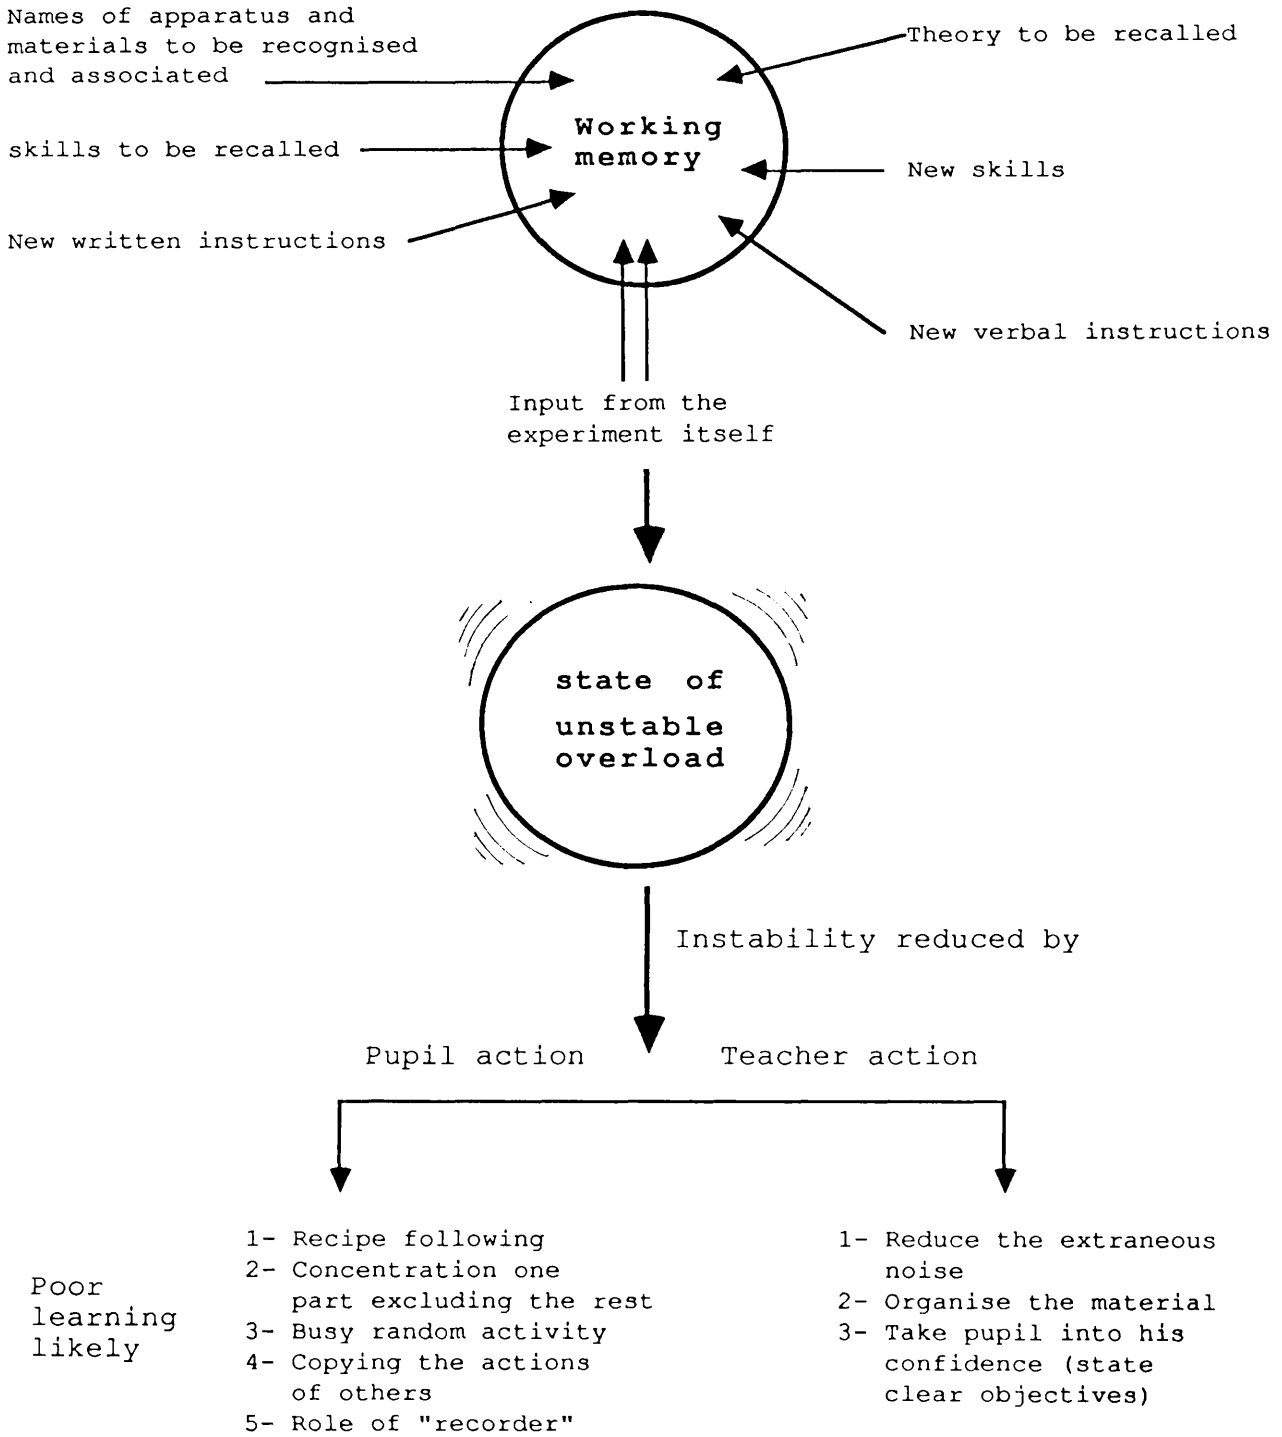 Names of apparatus and
materials to be recognised
and associated
Theory to be recalled
Working
memory
skills to be recalled
New skills
New written instructions
New verbal instructions
Input from the
experiment itself
state of
unstable
overload
Instability reduced by
Pupil action
Teacher action
Poor
learning
likely
1- Recipe following
2- Concentration one
part excluding the rest
3- Busy random activity
4- Copying the actions
of others
5- Role of "recorder"
1- Reduce the extraneous
noise
2- Organise the material
3- Take pupil into his
confidence (state
clear objectives)